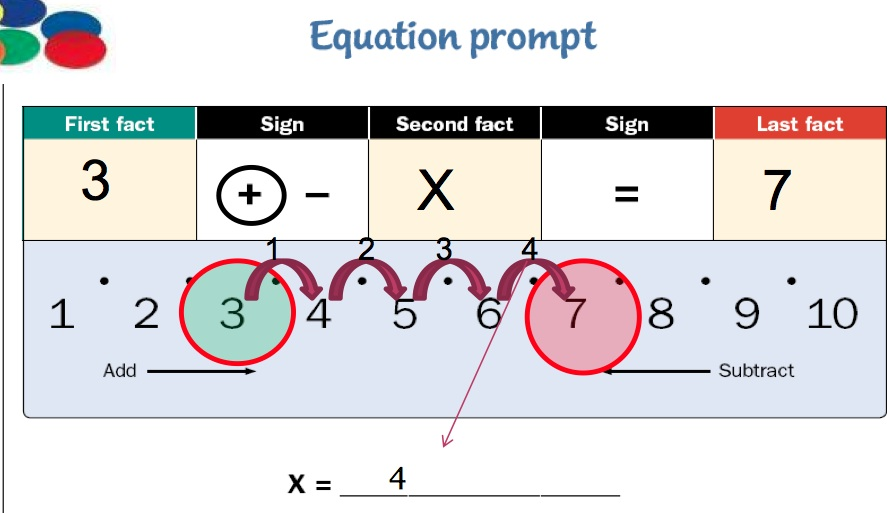 Equation prompt
First fact Sign Second fact Sign Last fact
3 + − X = 7
1 2 3 4
1 2 3 4 5 6 7 8 9 10
Add Subtract
X = 4